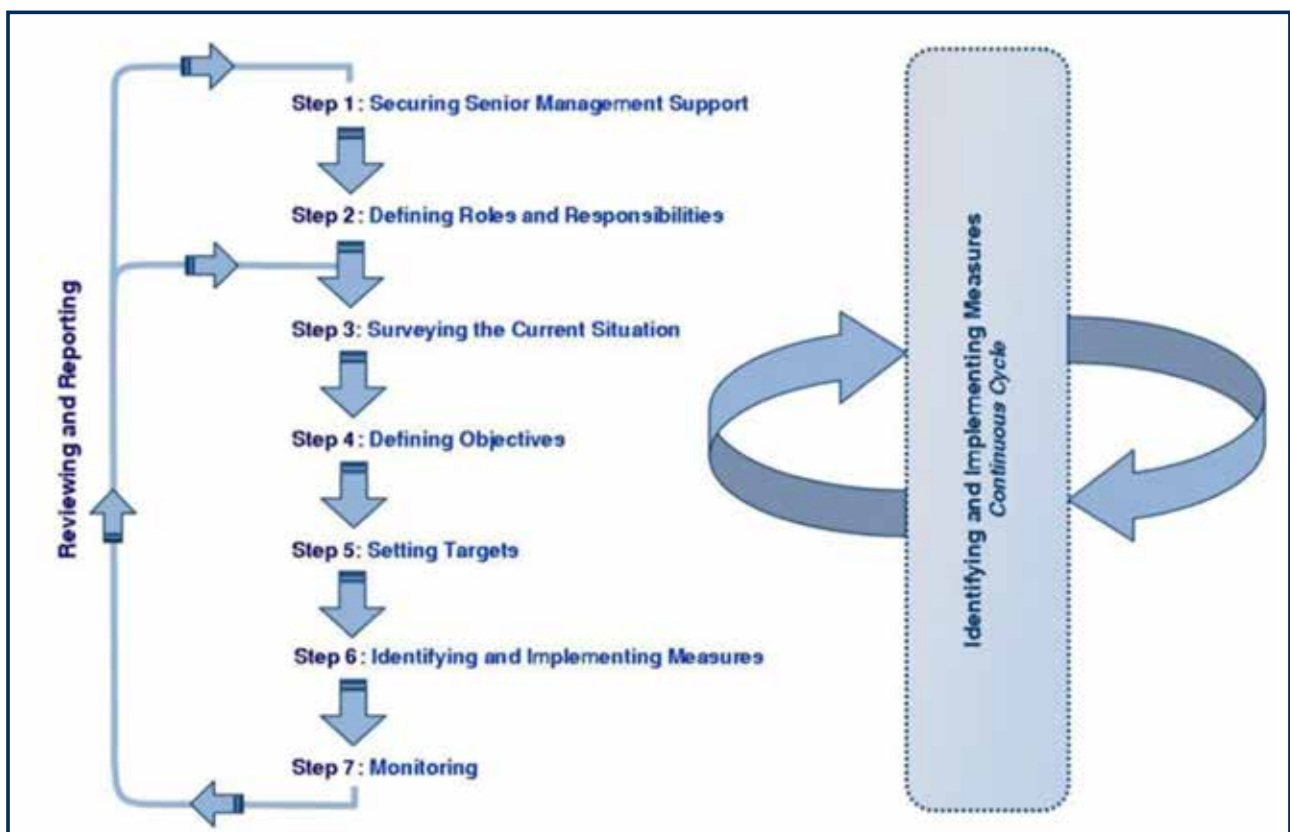 Step 1: Securing Senior Management Support
Step 2: Defining Roles and Responsibilities
Step 3: Surveying the Current Situation
Step 4: Defining Objectives
Step 5: Setting Targets
Step 6: Identifying and Implementing Measures
Step 7: Monitoring
Reviewing and Reporting
Identifying and Implementing Measures
Continuous Cycle